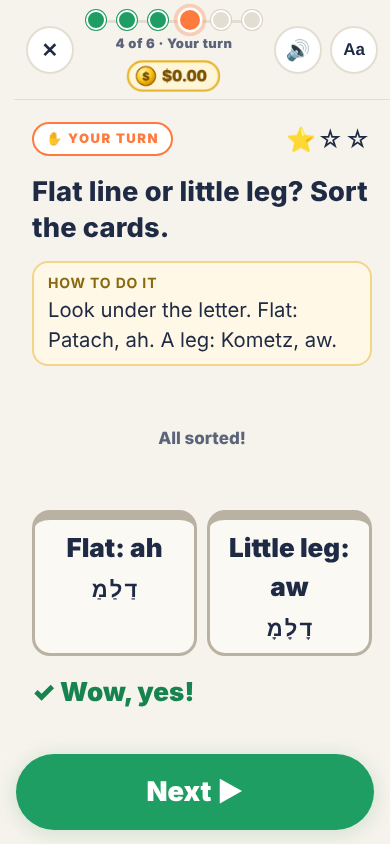 4 of 6 · Your turn
$ $0.00
Aa
YOUR TURN
Flat line or little leg? Sort
the cards.
HOW TO DO IT
Look under the letter. Flat:
Patach, ah. A leg: Kometz, aw.
All sorted!
Flat: ah
דַלַמַ
Little leg:
aw
דָלָמָ
✓ Wow, yes!
Next ▶